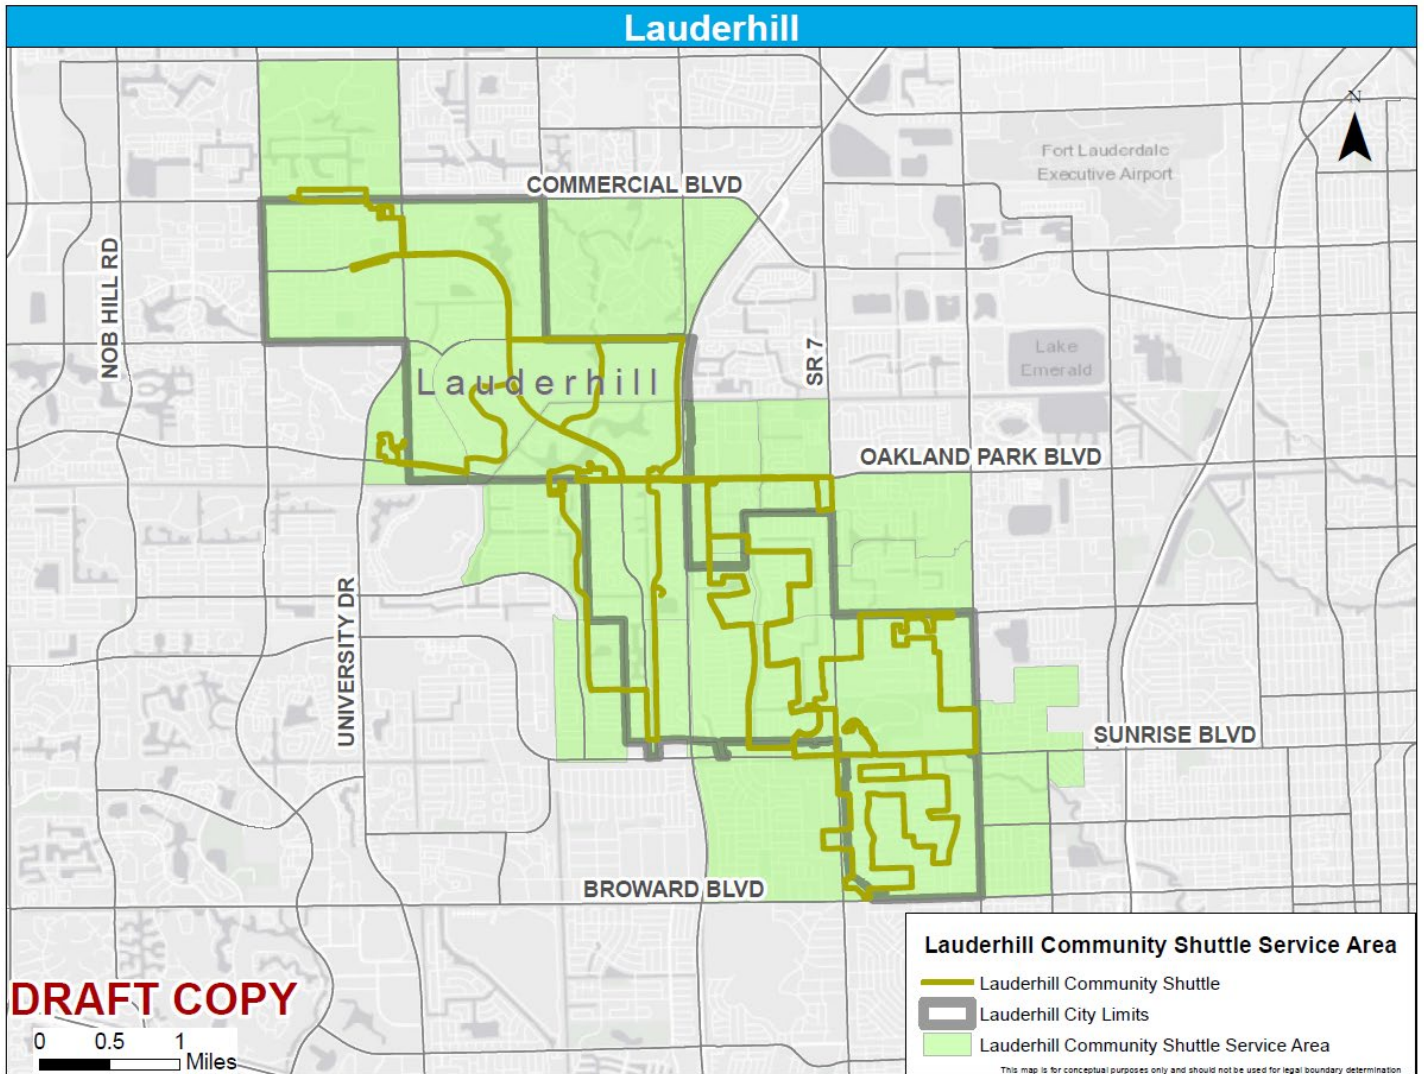 Lauderhill
N
Fort Lauderdale
Executive Airport
COMMERCIAL BLVD
NOB HILL RD
SR 7
Lake
Emerald
Lauderhill
OAKLAND PARK BLVD
UNIVERSITY DR
SUNRISE BLVD
BROWARD BLVD
DRAFT COPY
0 0.5 1
Miles
Lauderhill Community Shuttle Service Area
Lauderhill Community Shuttle
Lauderhill City Limits
Lauderhill Community Shuttle Service Area
This map is for conceptual purposes only and should not be used for legal boundary determination